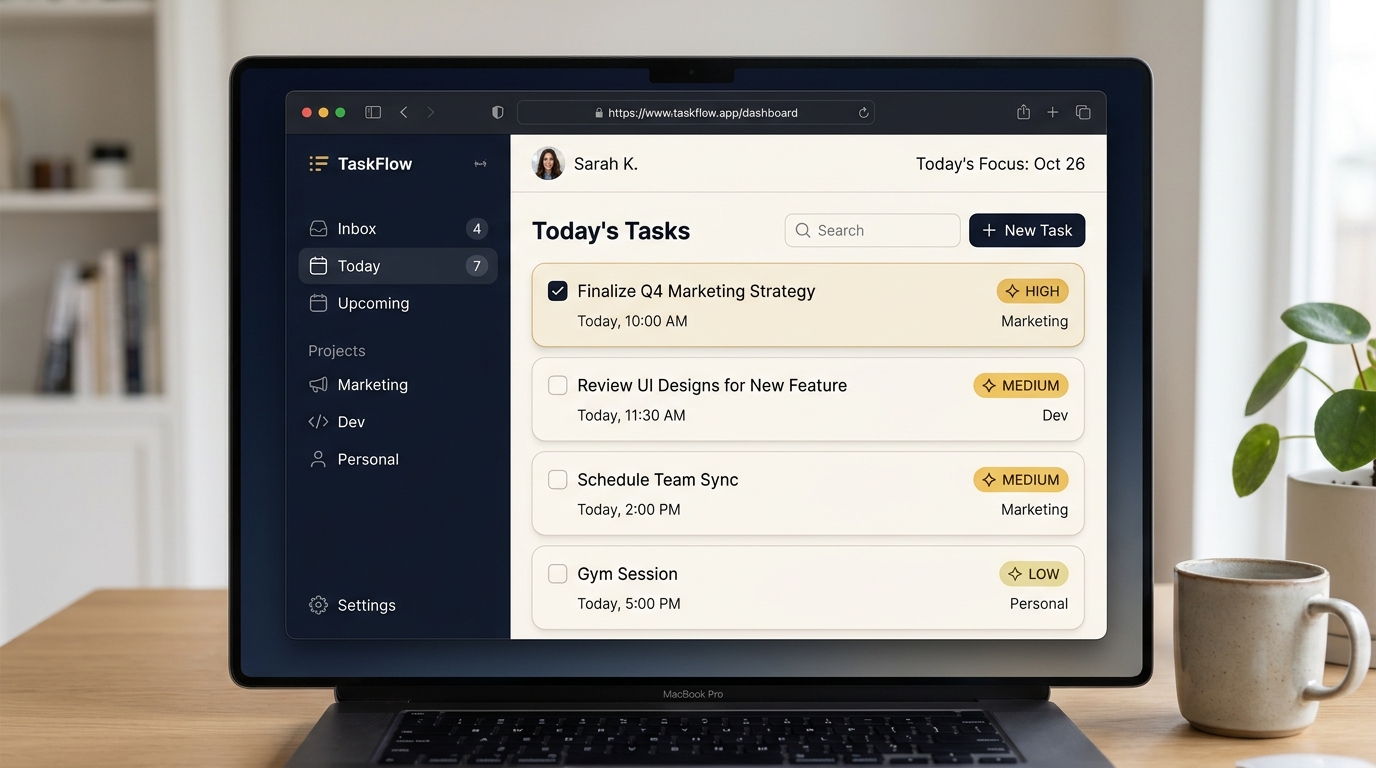 https://www.taskflow.app/dashboard
TaskFlow
Inbox 4
Today 7
Upcoming
Projects
Marketing
Dev
Personal
Settings
Sarah K.
Today's Focus: Oct 26
Today's Tasks
Search
New Task
Finalize Q4 Marketing Strategy
HIGH
Today, 10:00 AM
Marketing
Review UI Designs for New Feature
MEDIUM
Today, 11:30 AM
Dev
Schedule Team Sync
MEDIUM
Today, 2:00 PM
Marketing
Gym Session
LOW
Today, 5:00 PM
Personal
MacBook Pro